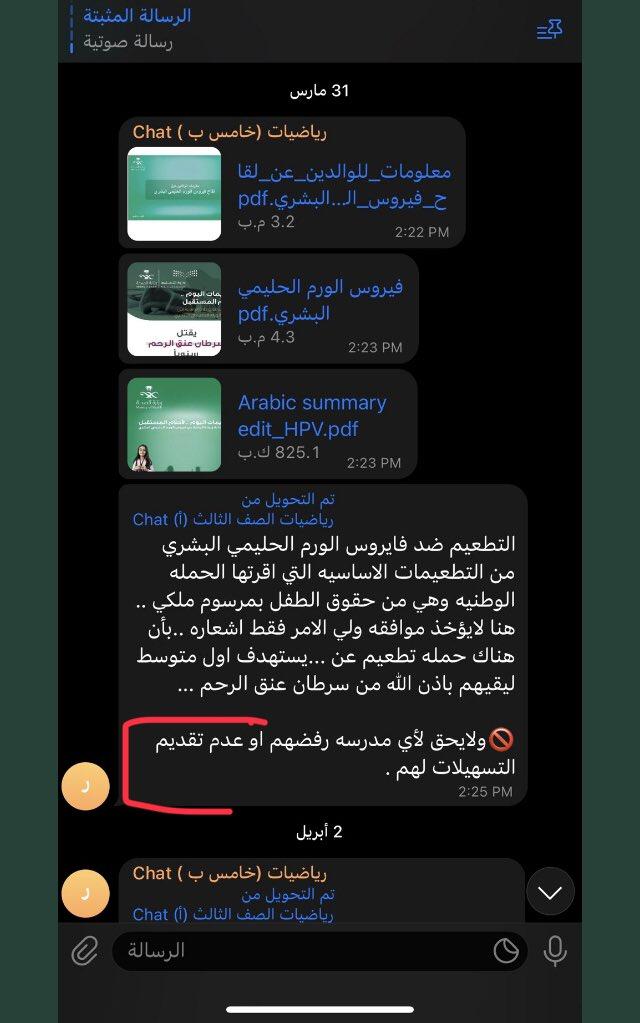 الرسالة المثبتة
رسالة صوتية
31 مارس
رياضيات (خامس ب ) Chat
معلومات_للوالدين_عن_لقا
ح_فيروس_الـ...البشري.pdf
3.2 م.ب
2:22 PM
فيروس الورم الحليمي
البشري.pdf
4.3 م.ب
2:23 PM
يقتل
سرطان عنق الرحم
سنوياً
Arabic summary
edit_HPV.pdf
825.1 ك.ب
2:23 PM
تم التحويل من
رياضيات الصف الثالث (أ) Chat
التطعيم ضد فايروس الورم الحليمي البشري
من التطعيمات الاساسيه التي اقرتها الحمله
الوطنيه وهي من حقوق الطفل بمرسوم ملكي ..
هنا لايؤخذ موافقه ولي الامر فقط اشعاره ..بأن
هناك حمله تطعيم عن ...يستهدف اول متوسط
ليقيهم باذن الله من سرطان عنق الرحم ...
🚫ولايحق لأي مدرسه رفضهم او عدم تقديم
التسهيلات لهم .
2:25 PM
ر
2 أبريل
رياضيات (خامس ب ) Chat
تم التحويل من
رياضيات الصف الثالث (أ) Chat
ر
الرسالة